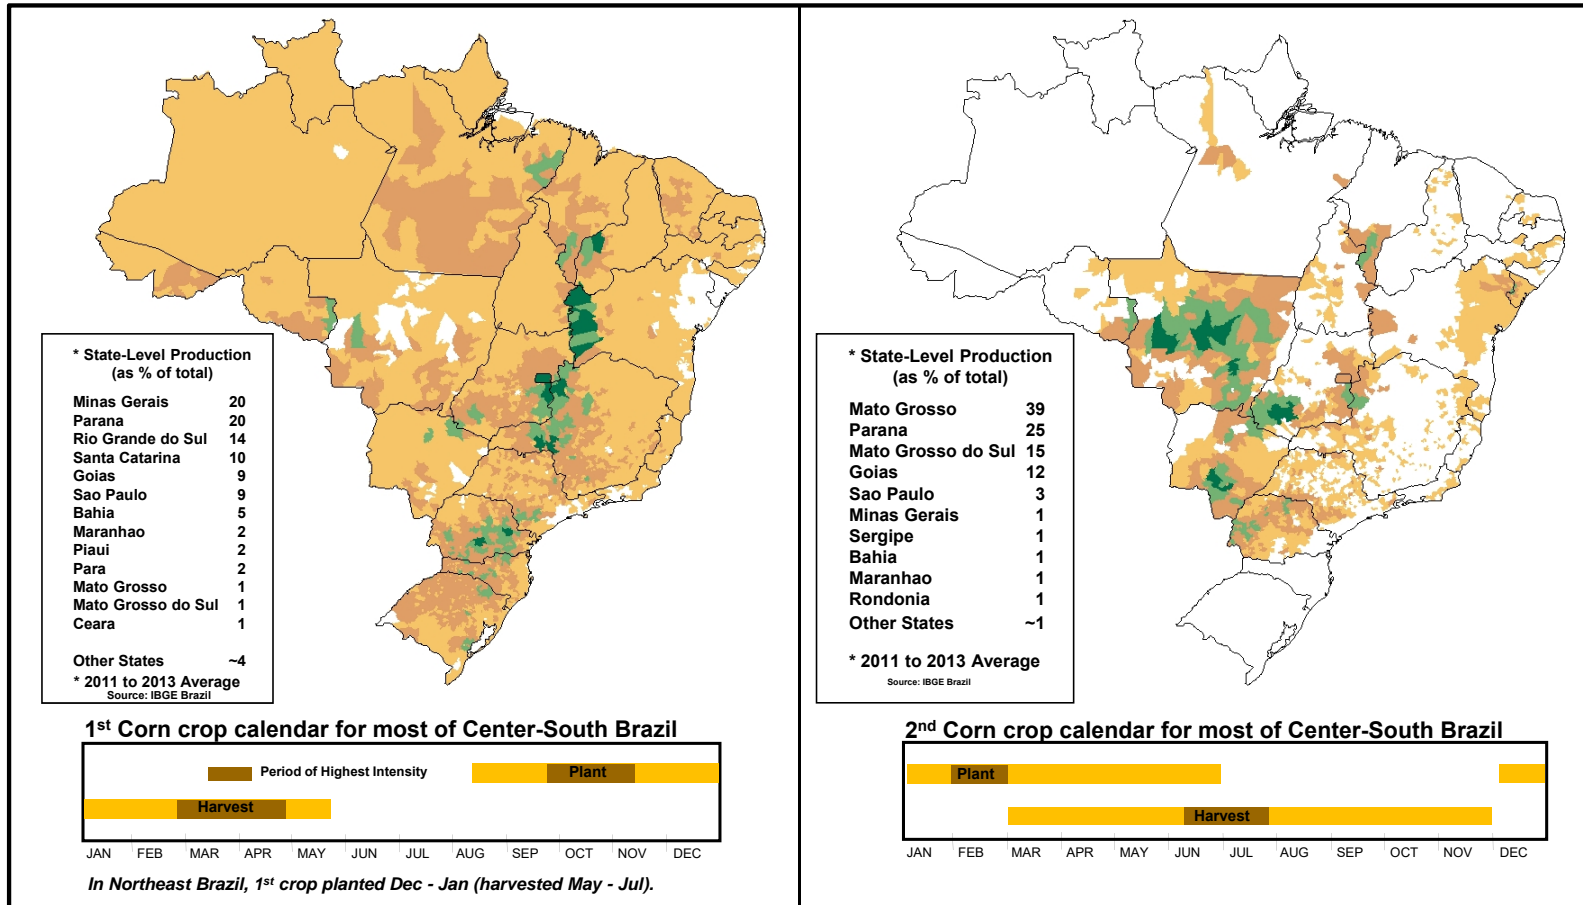 * State-Level Production
(as % of total)
Minas Gerais 20
Parana 20
Rio Grande do Sul 14
Santa Catarina 10
Goias 9
Sao Paulo 9
Bahia 5
Maranhao 2
Piaui 2
Para 2
Mato Grosso 1
Mato Grosso do Sul 1
Ceara 1
Other States ~4
* 2011 to 2013 Average
Source: IBGE Brazil
1st Corn crop calendar for most of Center-South Brazil
Period of Highest Intensity
Plant
Harvest
JAN FEB MAR APR MAY JUN JUL AUG SEP OCT NOV DEC
In Northeast Brazil, 1st crop planted Dec - Jan (harvested May - Jul).
* State-Level Production
(as % of total)
Mato Grosso 39
Parana 25
Mato Grosso do Sul 15
Goias 12
Sao Paulo 3
Minas Gerais 1
Sergipe 1
Bahia 1
Maranhao 1
Rondonia 1
Other States ~1
* 2011 to 2013 Average
Source: IBGE Brazil
2nd Corn crop calendar for most of Center-South Brazil
Plant
Harvest
JAN FEB MAR APR MAY JUN JUL AUG SEP OCT NOV DEC